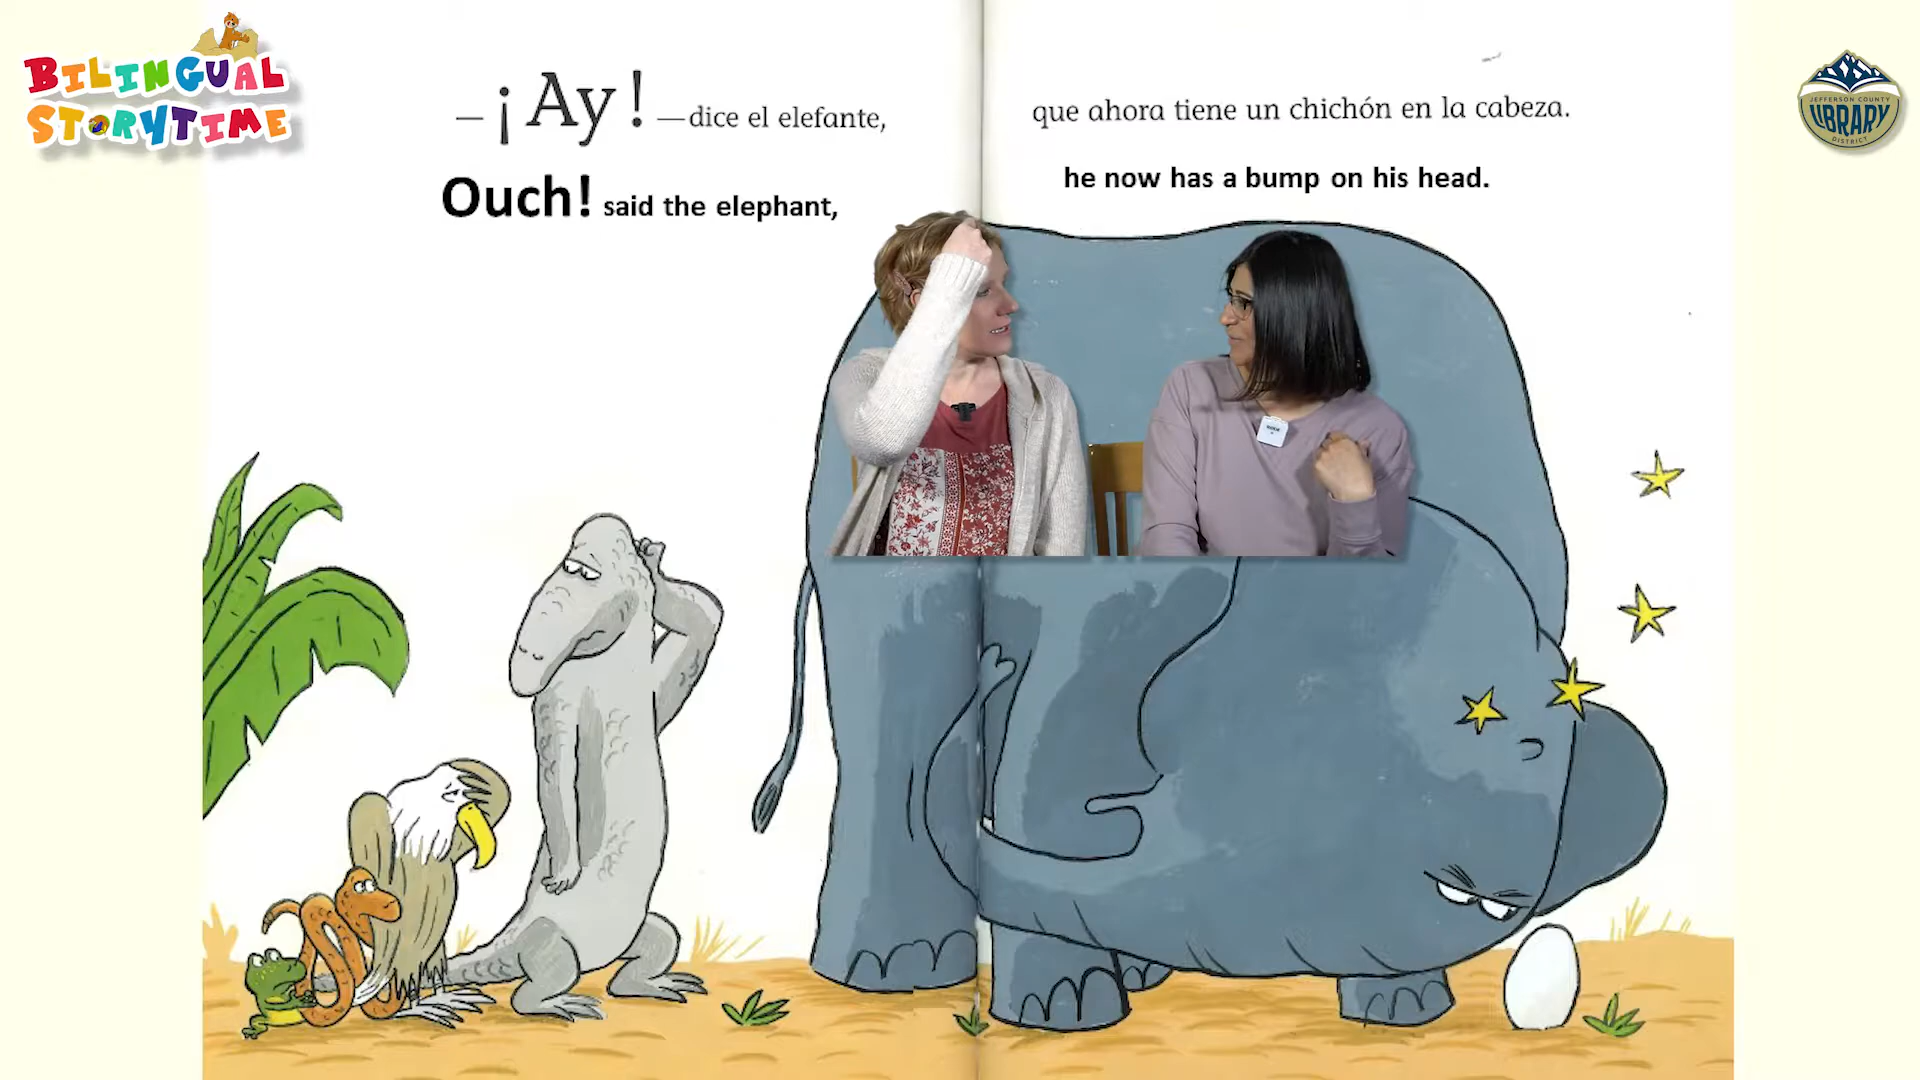 BILINGUAL
STORYTIME
– ¡Ay! –dice el elefante,
Ouch! said the elephant,
que ahora tiene un chichón en la cabeza.
he now has a bump on his head.
JEFFERSON COUNTY
LIBRARY
DISTRICT